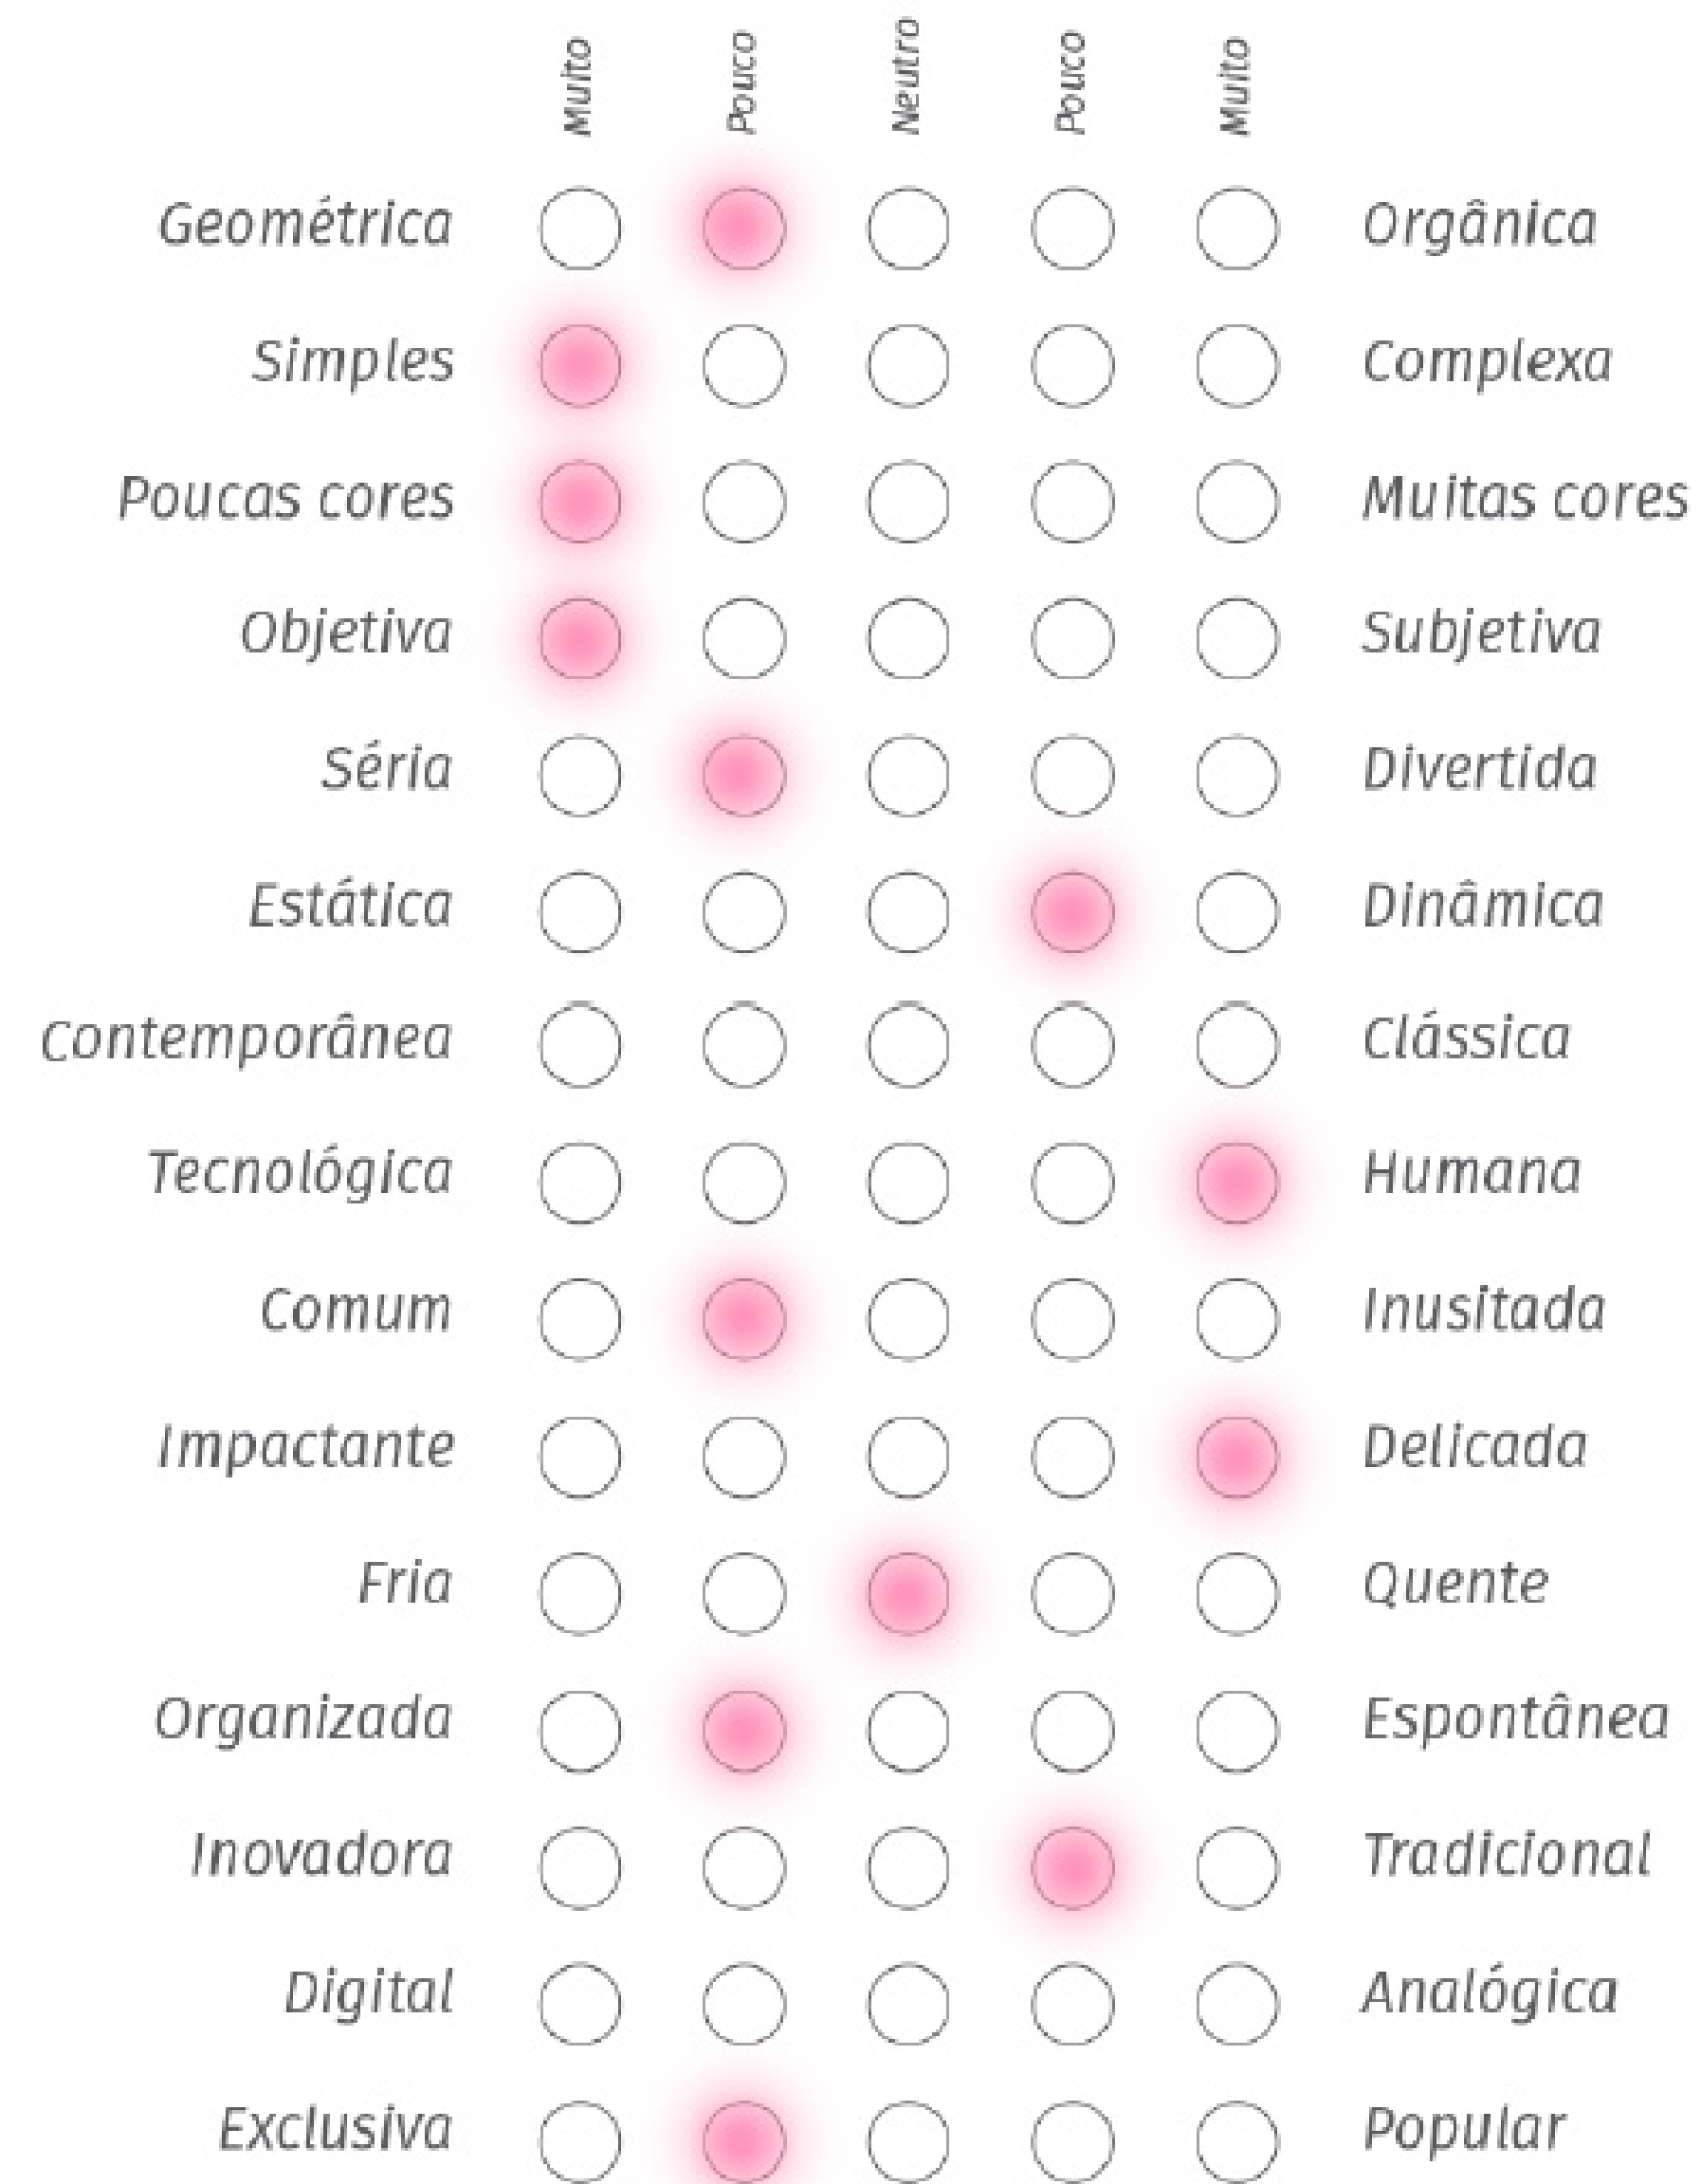 Muito Pouco Neutro Pouco Muito
Geométrica Orgânica
Simples Complexa
Poucas cores Muitas cores
Objetiva Subjetiva
Séria Divertida
Estática Dinâmica
Contemporânea Clássica
Tecnológica Humana
Comum Inusitada
Impactante Delicada
Fria Quente
Organizada Espontânea
Inovadora Tradicional
Digital Analógica
Exclusiva Popular